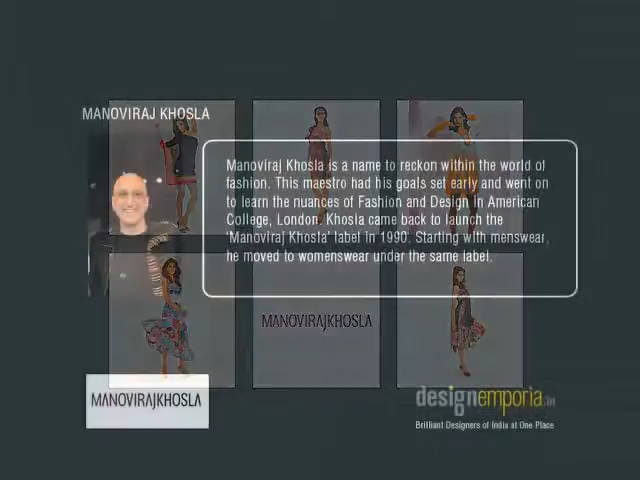 MANOVIRAJ KHOSLA
Manoviraj Khosla is a name to reckon within the world of
fashion. This maestro had his goals set early and went on
to learn the nuances of Fashion and Design in American
College, London. Khosla came back to launch the
'Manoviraj Khosla' label in 1990. Starting with menswear,
he moved to womenswear under the same label.
MANOVIRAJKHOSLA
MANOVIRAJKHOSLA
designemporia.in
Brilliant Designers of India at One Place